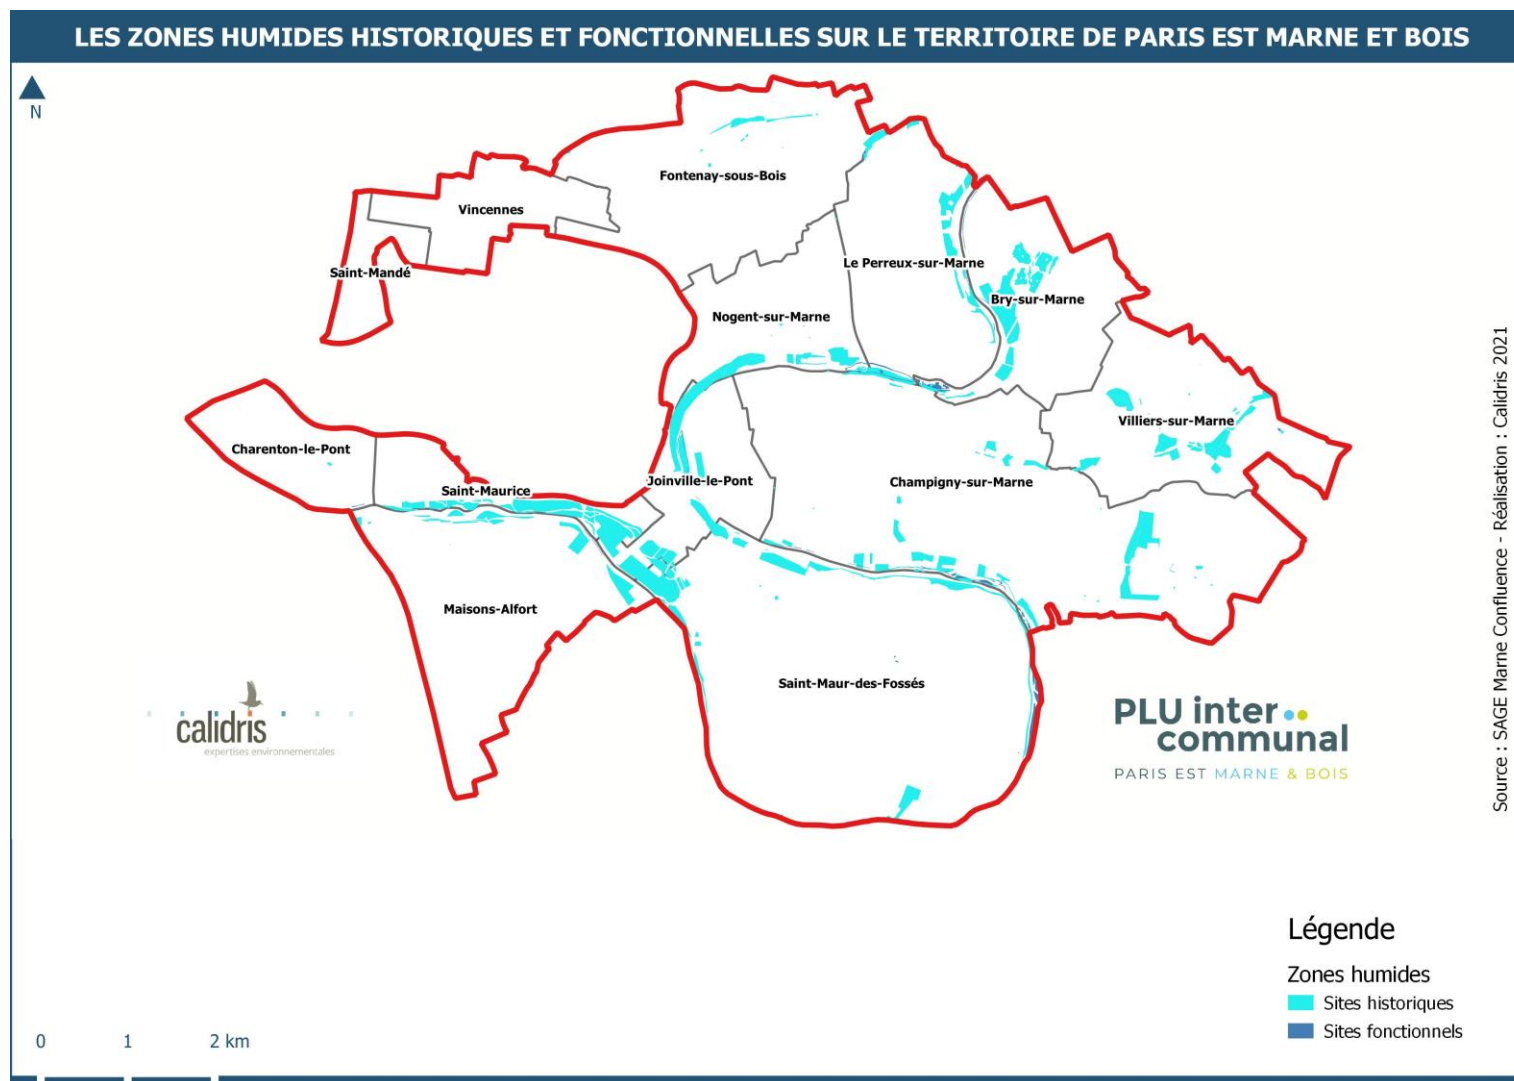 LES ZONES HUMIDES HISTORIQUES ET FONCTIONNELLES SUR LE TERRITOIRE DE PARIS EST MARNE ET BOIS
N
Fontenay-sous-Bois
Vincennes
Saint-Mandé
Le Perreux-sur-Marne
Bry-sur-Marne
Nogent-sur-Marne
Villiers-sur-Marne
Charenton-le-Pont
Saint-Maurice
Joinville-le-Pont
Champigny-sur-Marne
Maisons-Alfort
Saint-Maur-des-Fossés
calidris
expertises environnementales
PLU inter
communal
PARIS EST MARNE & BOIS
Source : SAGE Marne Confluence - Réalisation : Calidris 2021
Légende
Zones humides
Sites historiques
Sites fonctionnels
0 1 2 km